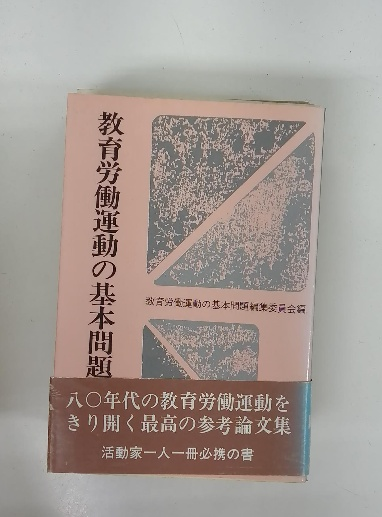 教育労働運動の基本問題
教育労働運動の基本問題編集委員会編
八〇年代の教育労働運動を
きり開く最高の参考論文集
活動家一人一冊必携の書